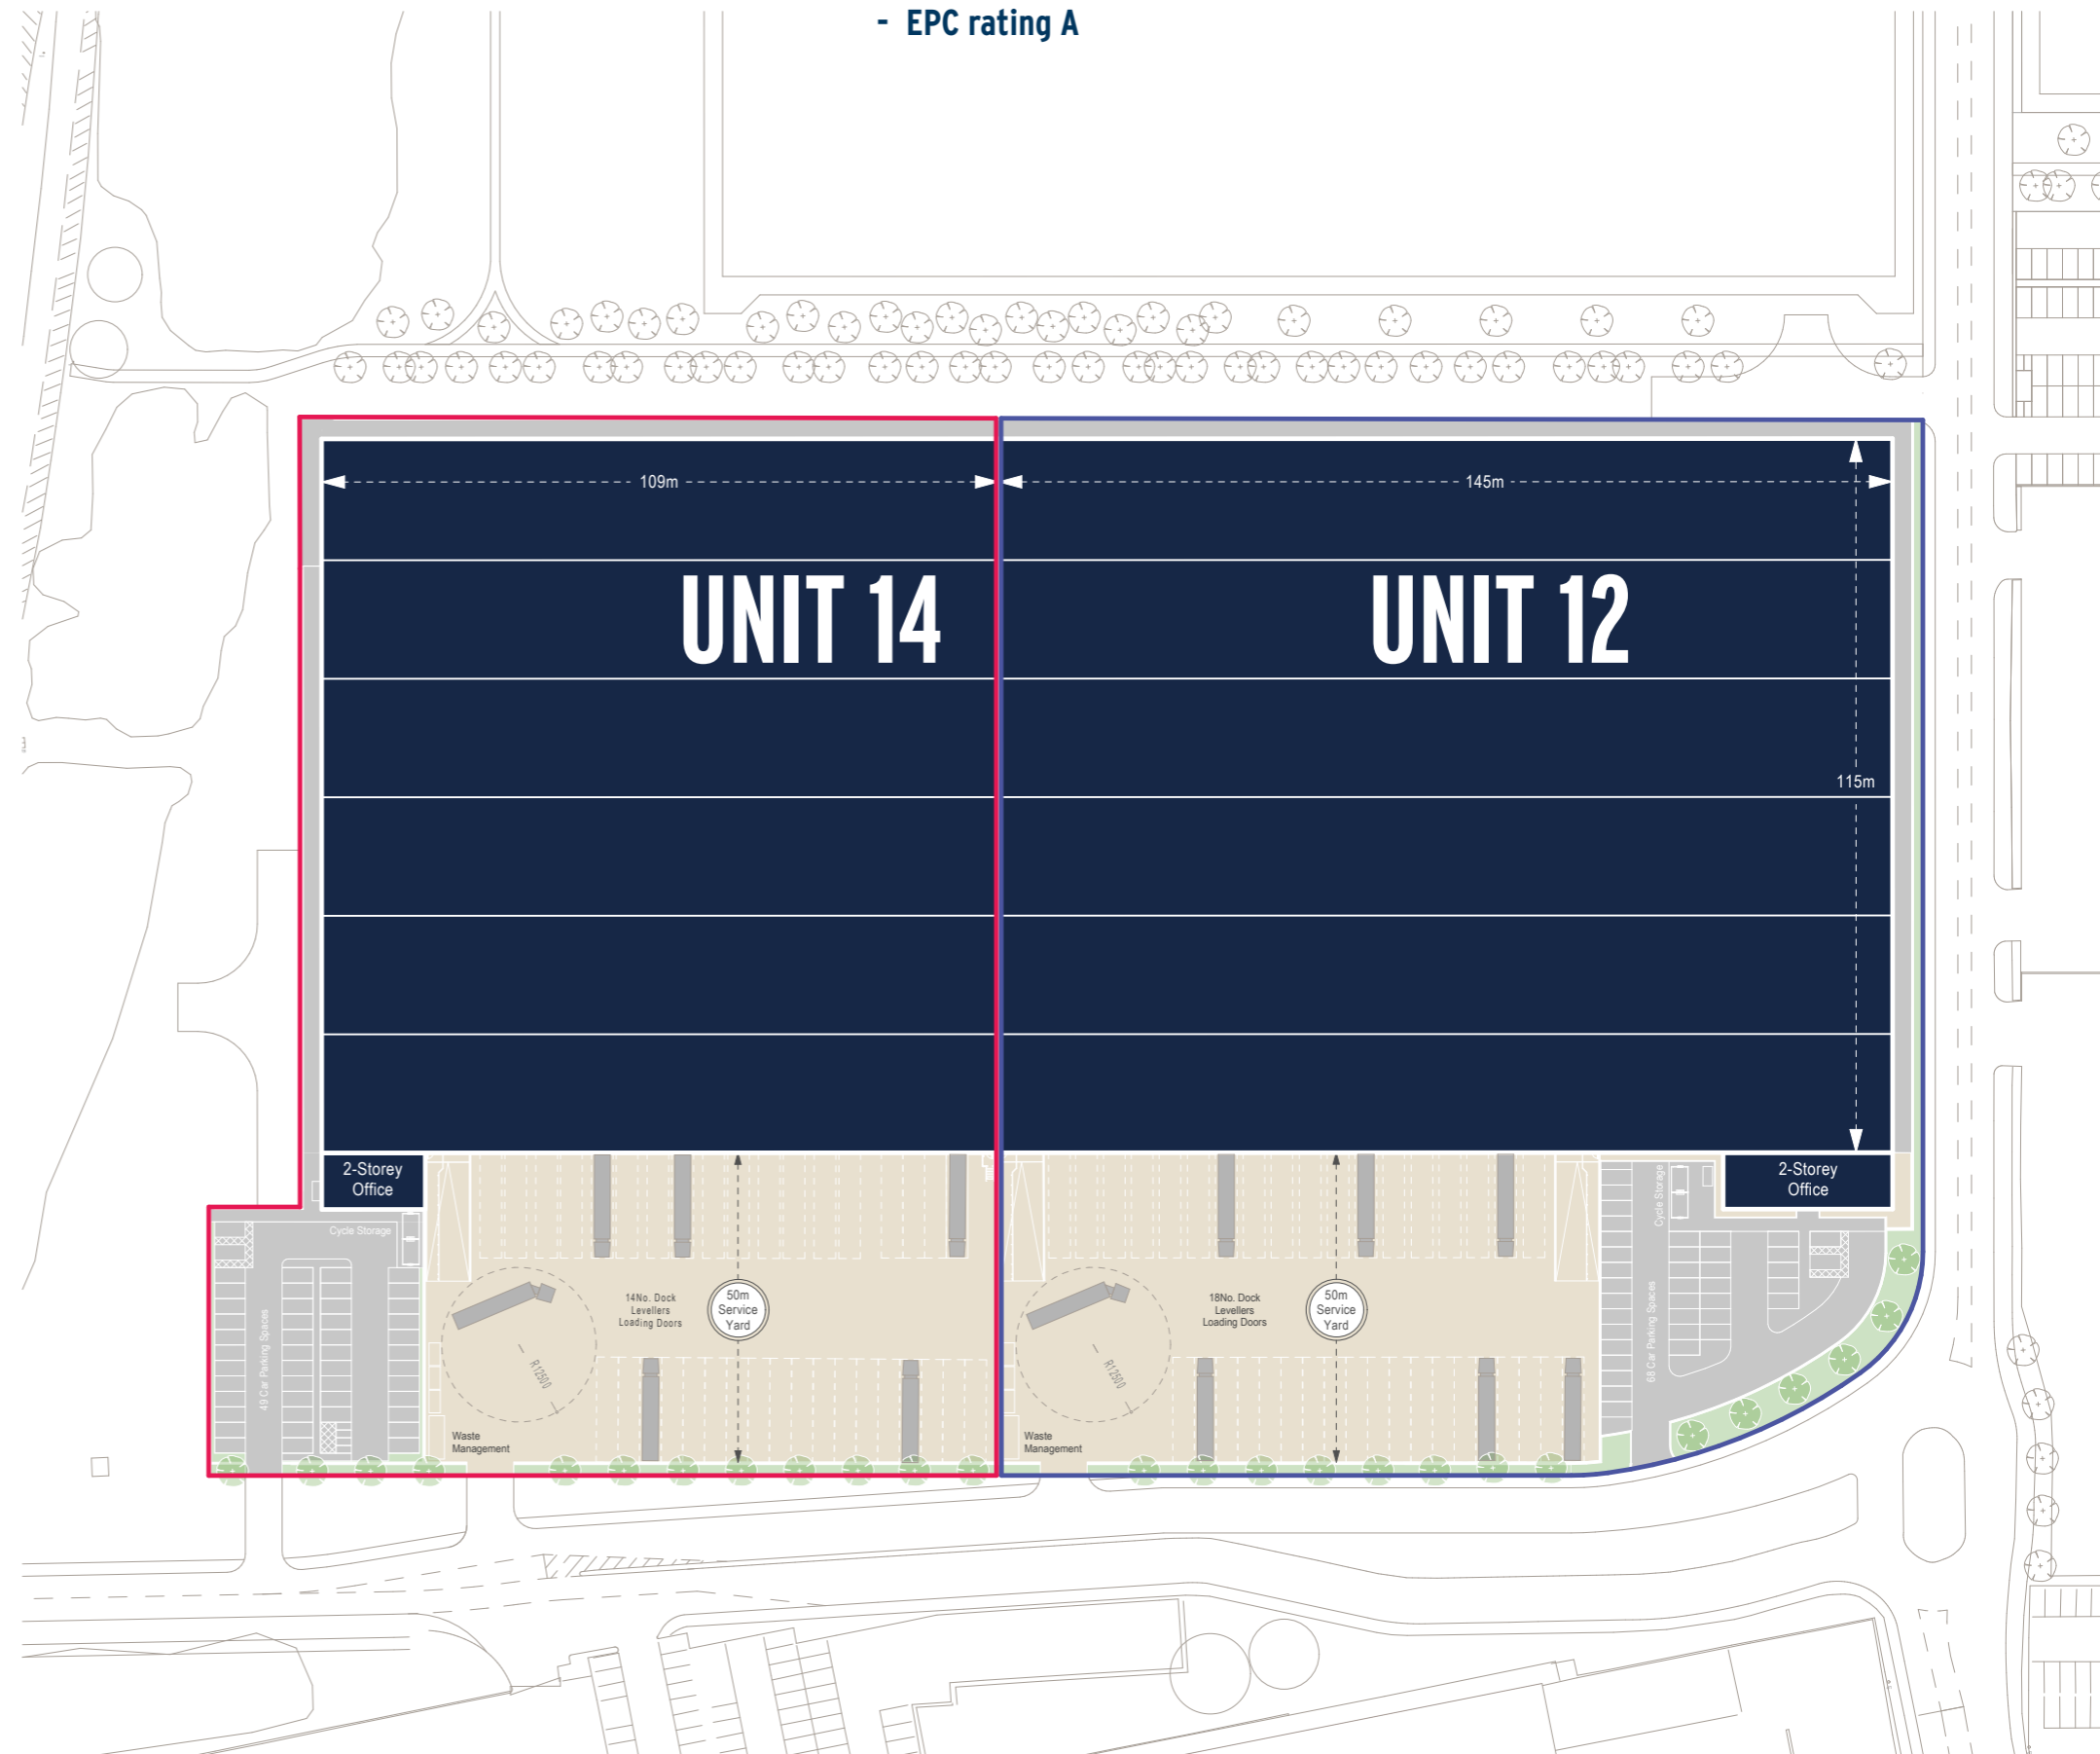 - EPC rating A
109m
145m
UNIT 14
UNIT 12
115m
2-Storey
Office
2-Storey
Office
Cycle Storage
Cycle Storage
14No. Dock
Levellers
Loading Doors
50m
Service
Yard
18No. Dock
Levellers
Loading Doors
50m
Service
Yard
49 Car Parking Spaces
R12500
R12500
68 Car Parking Spaces
Waste
Management
Waste
Management